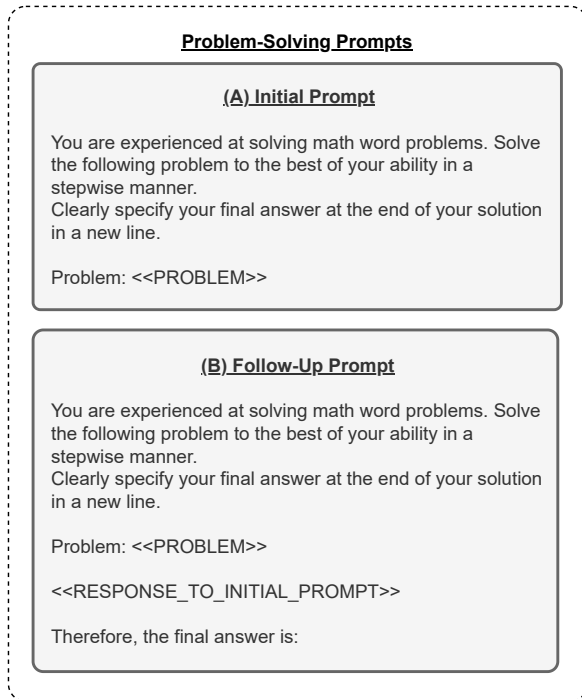 Problem-Solving Prompts
(A) Initial Prompt
You are experienced at solving math word problems. Solve
the following problem to the best of your ability in a
stepwise manner.
Clearly specify your final answer at the end of your solution
in a new line.
Problem: <<PROBLEM>>
(B) Follow-Up Prompt
You are experienced at solving math word problems. Solve
the following problem to the best of your ability in a
stepwise manner.
Clearly specify your final answer at the end of your solution
in a new line.
Problem: <<PROBLEM>>
<<RESPONSE_TO_INITIAL_PROMPT>>
Therefore, the final answer is: